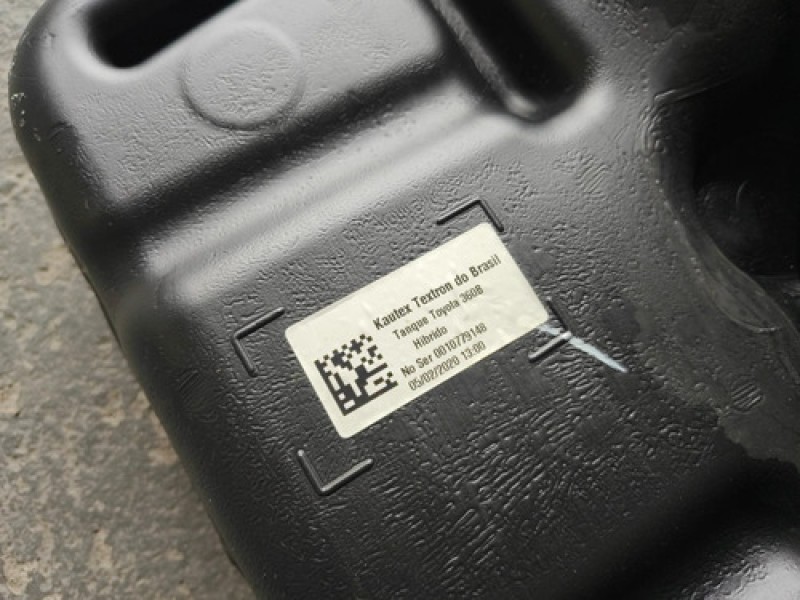 Kautex Textron do Brasil
Tanque Toyota 360B
Híbrido
No Ser 0010779148
05/02/2020 13:00